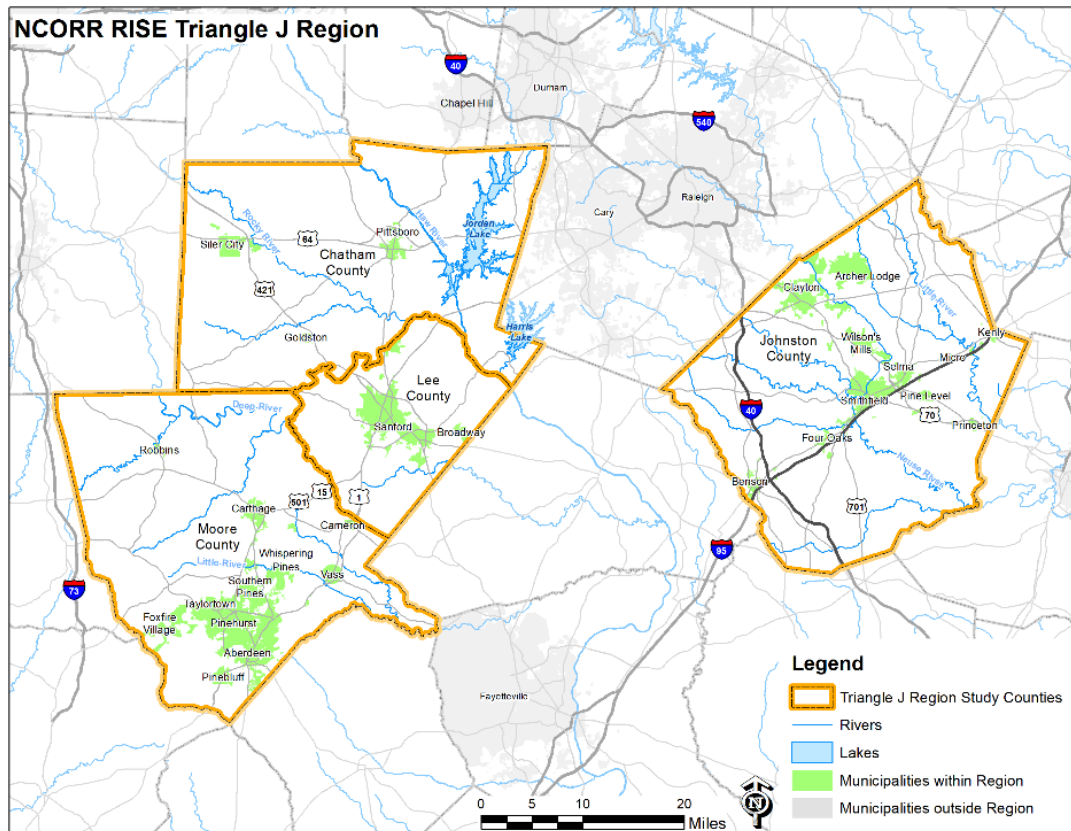 NCORR RISE Triangle J Region
40
Durham
Chapel Hill
540
Raleigh
Cary
Rocky River
Haw River
Jordan
Lake
Siler City
64
Pittsboro
Chatham
County
421
Goldston
Harris
Lake
Lee
County
Sanford
Broadway
Deep River
Robbins
501
15
1
Carthage
Cameron
Moore
County
Whispering
Pines
Little River
Vass
Southern
Pines
Taylortown
Foxfire
Village
Pinehurst
Aberdeen
Pinebluff
73
Fayetteville
95
Archer Lodge
Clayton
Little River
Johnston
County
Wilson's
Mills
Kenly
Micro
Selma
Smithfield
Pine Level
70
Princeton
40
Four Oaks
Neuse River
Benson
701
Legend
Triangle J Region Study Counties
Rivers
Lakes
Municipalities within Region
Municipalities outside Region
N
0 5 10 20
Miles